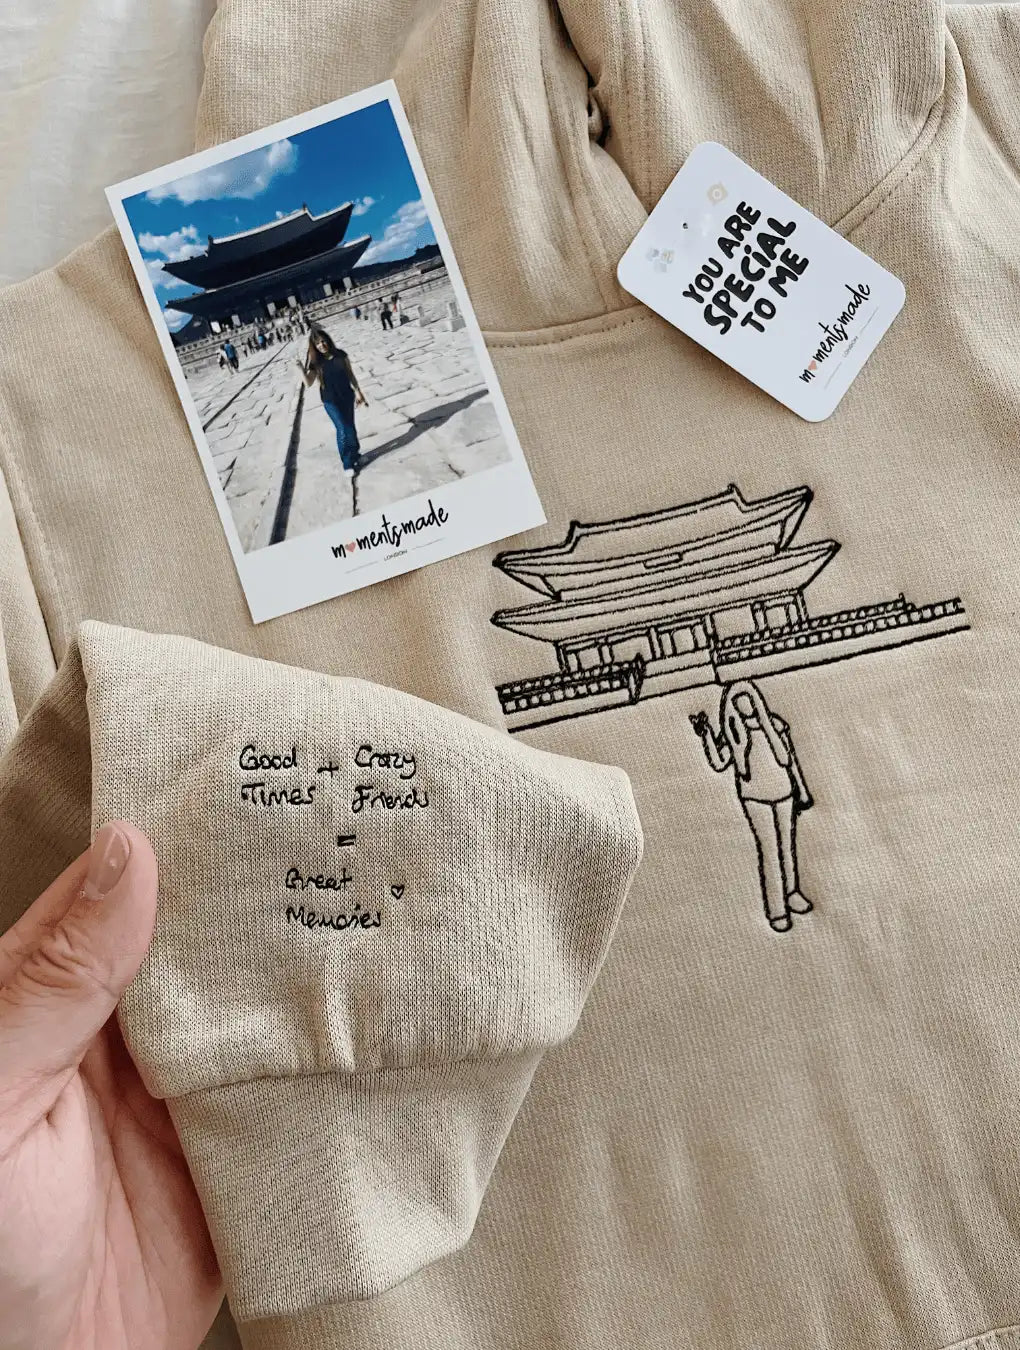 YOU ARE
SPECIAL
TO ME
momentsmade
LONDON
momentsmade
LONDON
Good + Crazy
Times Friends
=
Great ♡
Memories